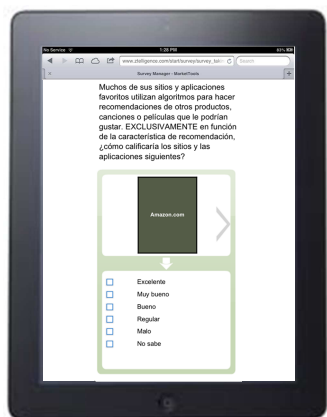 No Service 1:28 PM 63%
www.ztelligence.com/start/survey/survey_taki Search
Survey Manager - MarketTools
Muchos de sus sitios y aplicaciones
favoritos utilizan algoritmos para hacer
recomendaciones de otros productos,
canciones o películas que le podrían
gustar. EXCLUSIVAMENTE en función
de la característica de recomendación,
¿cómo calificaría los sitios y las
aplicaciones siguientes?
Amazon.com
Excelente
Muy bueno
Bueno
Regular
Malo
No sabe